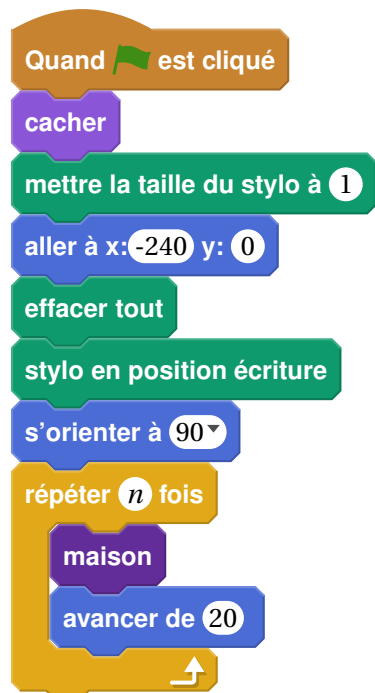 Quand est cliqué
cacher
mettre la taille du stylo à 1
aller à x: -240 y: 0
effacer tout
stylo en position écriture
s'orienter à 90
répéter n fois
maison
avancer de 20